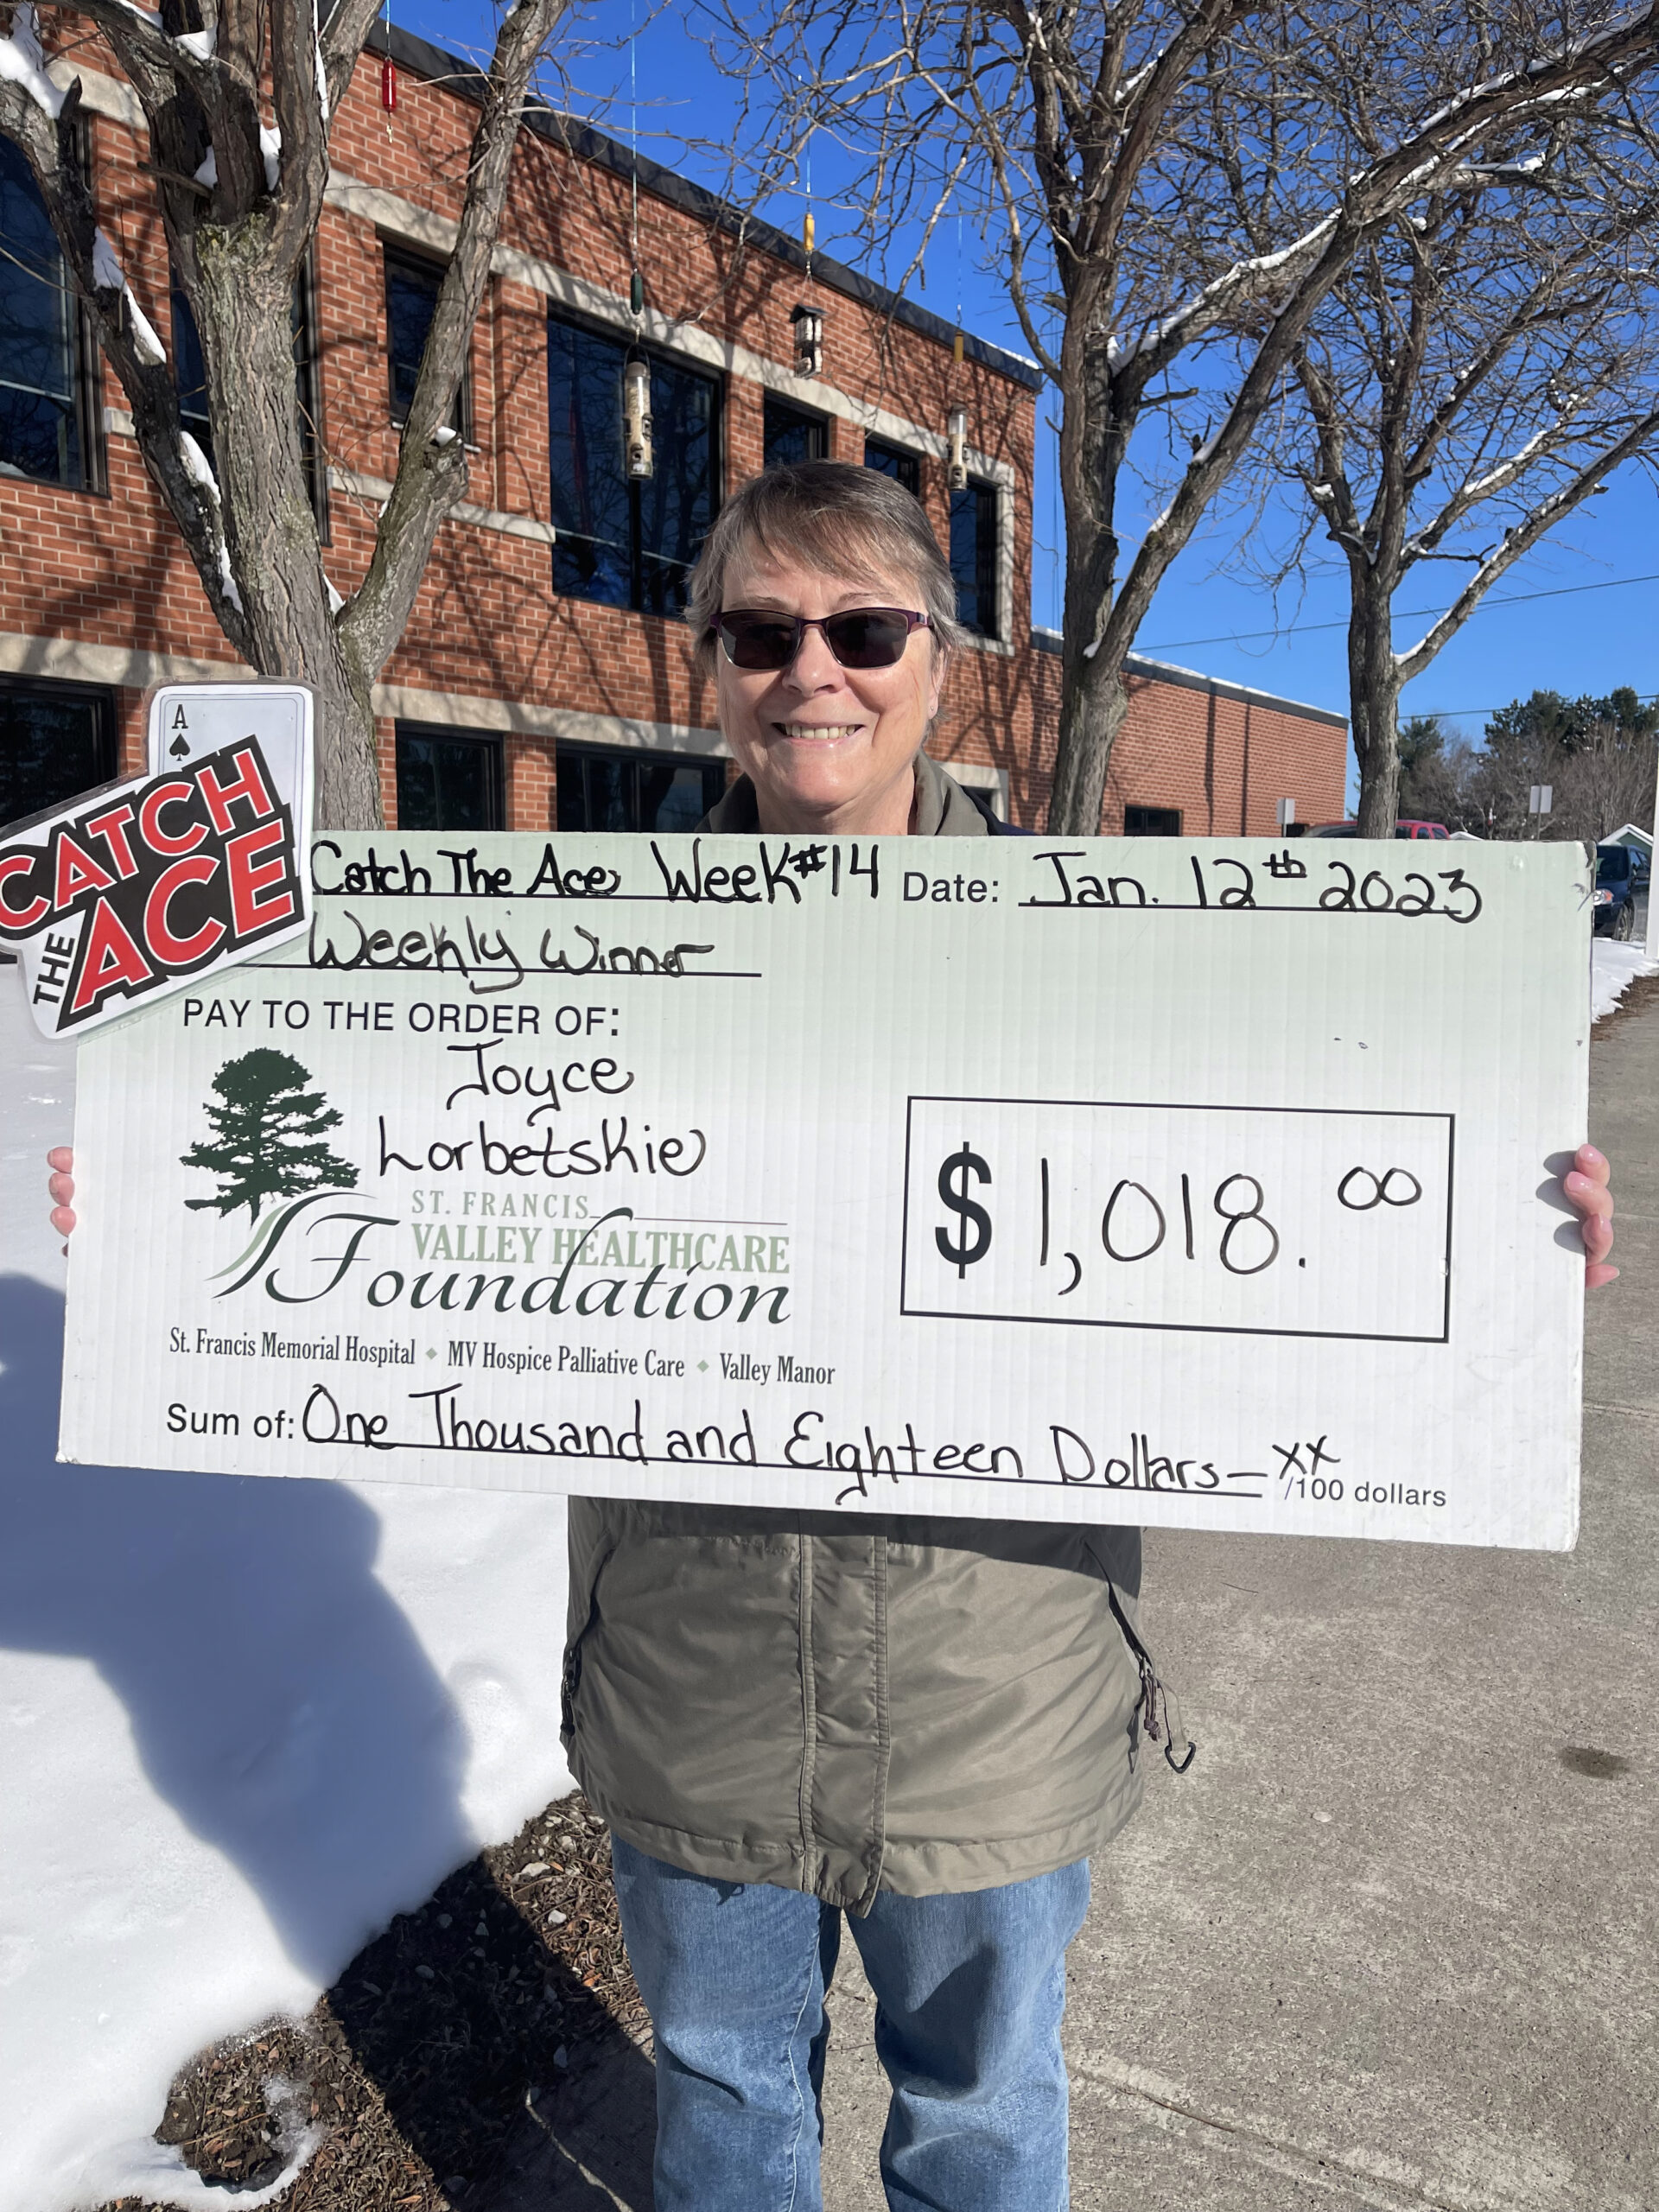 A
CATCH
THE ACE
Catch The Ace Week #14 Date: Jan. 12th 2023
Weekly Winner
PAY TO THE ORDER OF:
Joyce
Lorbetskie
$1,018.00
ST. FRANCIS
VALLEY HEALTHCARE
Foundation
St. Francis Memorial Hospital ◆ MV Hospice Palliative Care ◆ Valley Manor
Sum of: One Thousand and Eighteen Dollars — xx/100 dollars